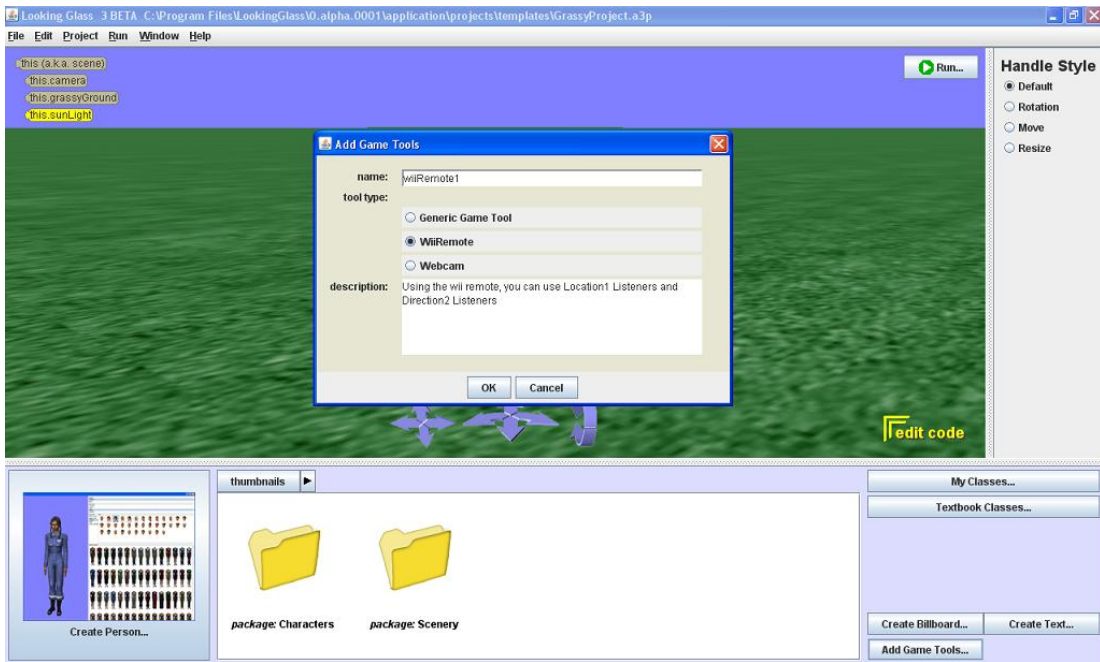 Looking Glass 3 BETA C:\Program Files\LookingGlass\0.alpha.0001\application\projects\templates\GrassyProject.a3p
File Edit Project Run Window Help
this (a.k.a. scene)
this.camera
this.grassyGround
this.sunLight
Run...
Handle Style
Default
Rotation
Move
Resize
Add Game Tools
name: wiiRemote1
tool type:
Generic Game Tool
WiiRemote
Webcam
description: Using the wii remote, you can use Location1 Listeners and
Direction2 Listeners
OK Cancel
edit code
thumbnails
Create Person...
package: Characters package: Scenery
My Classes...
Textbook Classes...
Create Billboard... Create Text...
Add Game Tools...